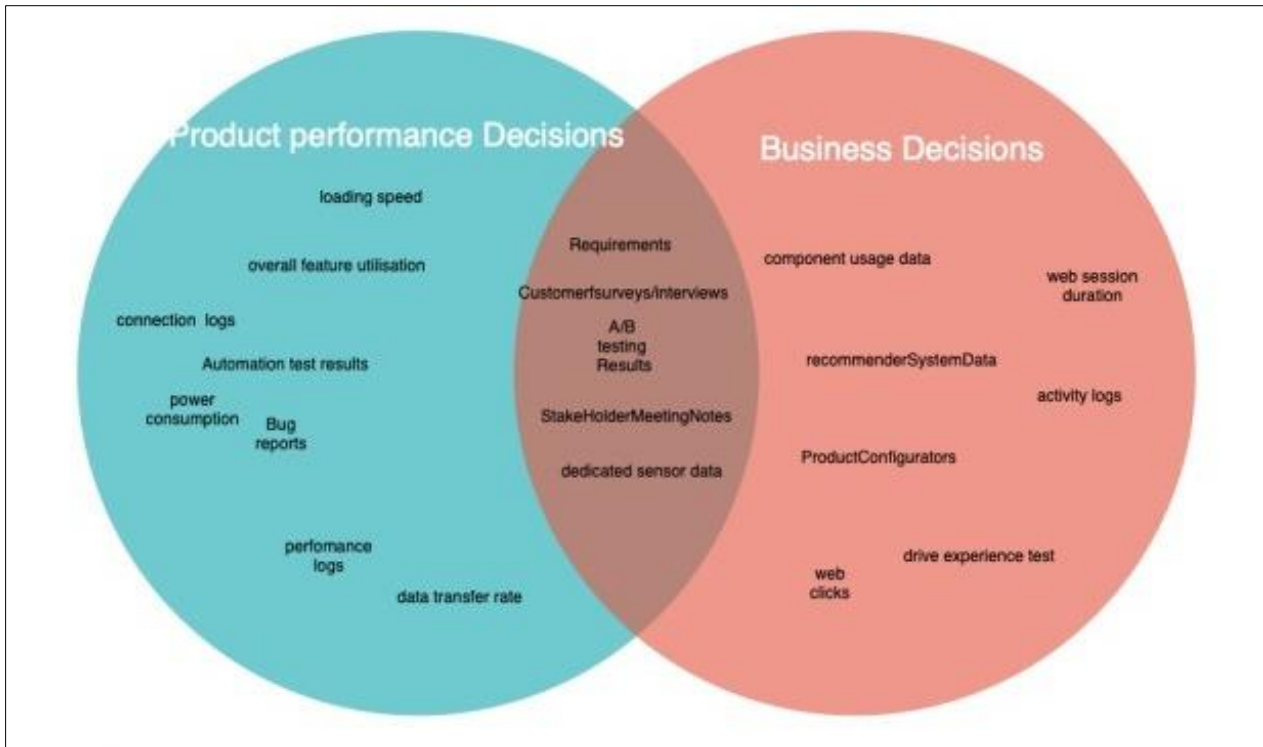 Product performance Decisions
loading speed
overall feature utilisation
connection  logs
Automation test results
power
consumption
Bug
reports
perfomance
logs
data transfer rate
Requirements
Customerfsurveys/interviews
A/B
testing
Results
StakeHolderMeetingNotes
dedicated sensor data
Business Decisions
component usage data
web session
duration
recommenderSystemData
activity logs
ProductConfigurators
drive experience test
web
clicks